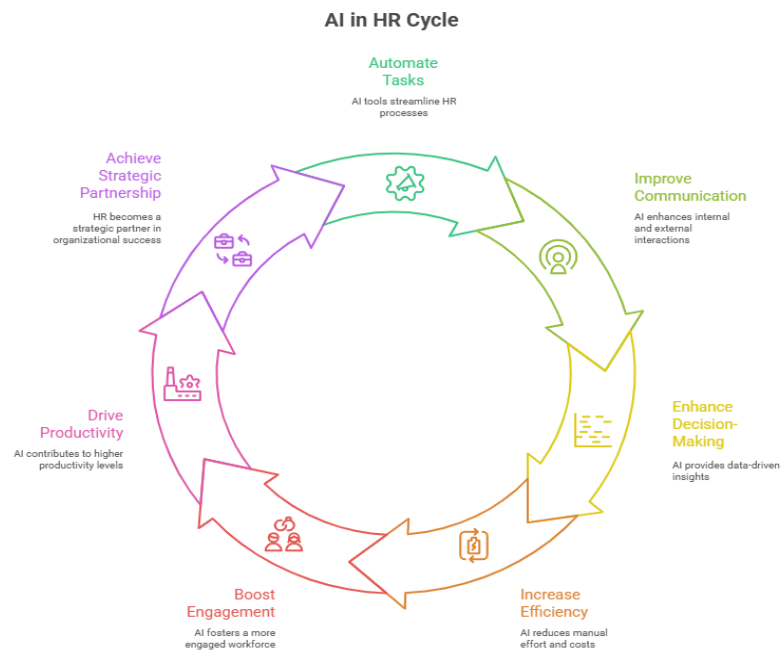 AI in HR Cycle
Automate
Tasks
AI tools streamline HR
processes
Improve
Communication
AI enhances internal
and external
interactions
Enhance
Decision-
Making
AI provides data-driven
insights
Increase
Efficiency
AI reduces manual
effort and costs
Boost
Engagement
AI fosters a more
engaged workforce
Drive
Productivity
AI contributes to higher
productivity levels
Achieve
Strategic
Partnership
HR becomes a
strategic partner in
organizational success